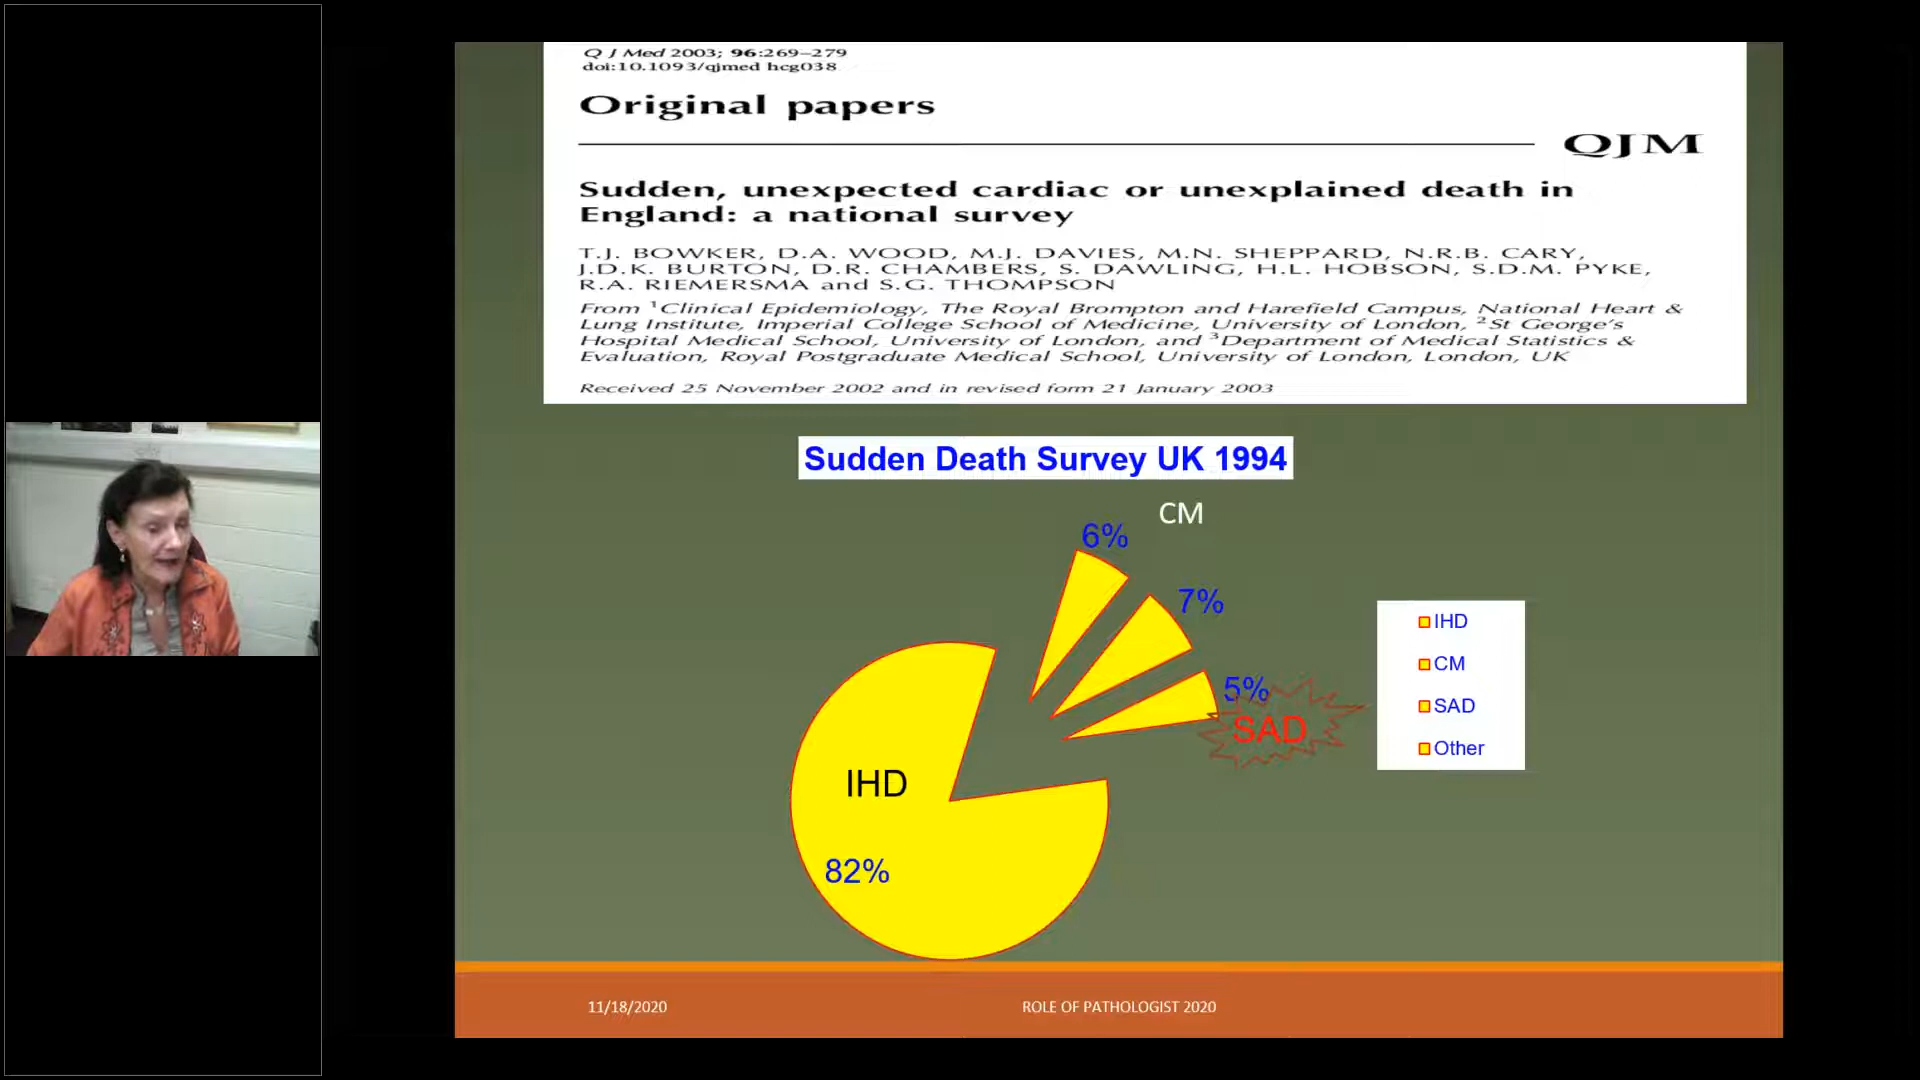 Q J Med 2003; 96:269–279
doi:10.1093/qjmed hcg038
Original papers
QJM
Sudden, unexpected cardiac or unexplained death in
England: a national survey
T.J. BOWKER, D.A. WOOD, M.J. DAVIES, M.N. SHEPPARD, N.R.B. CARY,
J.D.K. BURTON, D.R. CHAMBERS, S. DAWLING, H.L. HOBSON, S.D.M. PYKE,
R.A. RIEMERSMA and S.G. THOMPSON
From ¹Clinical Epidemiology, The Royal Brompton and Harefield Campus, National Heart &
Lung Institute, Imperial College School of Medicine, University of London, ²St George's
Hospital Medical School, University of London, and ³Department of Medical Statistics &
Evaluation, Royal Postgraduate Medical School, University of London, London, UK
Received 25 November 2002 and in revised form 21 January 2003
Sudden Death Survey UK 1994
CM
6%
7%
5%
SAD
IHD
82%
IHD
CM
SAD
Other
11/18/2020
ROLE OF PATHOLOGIST 2020